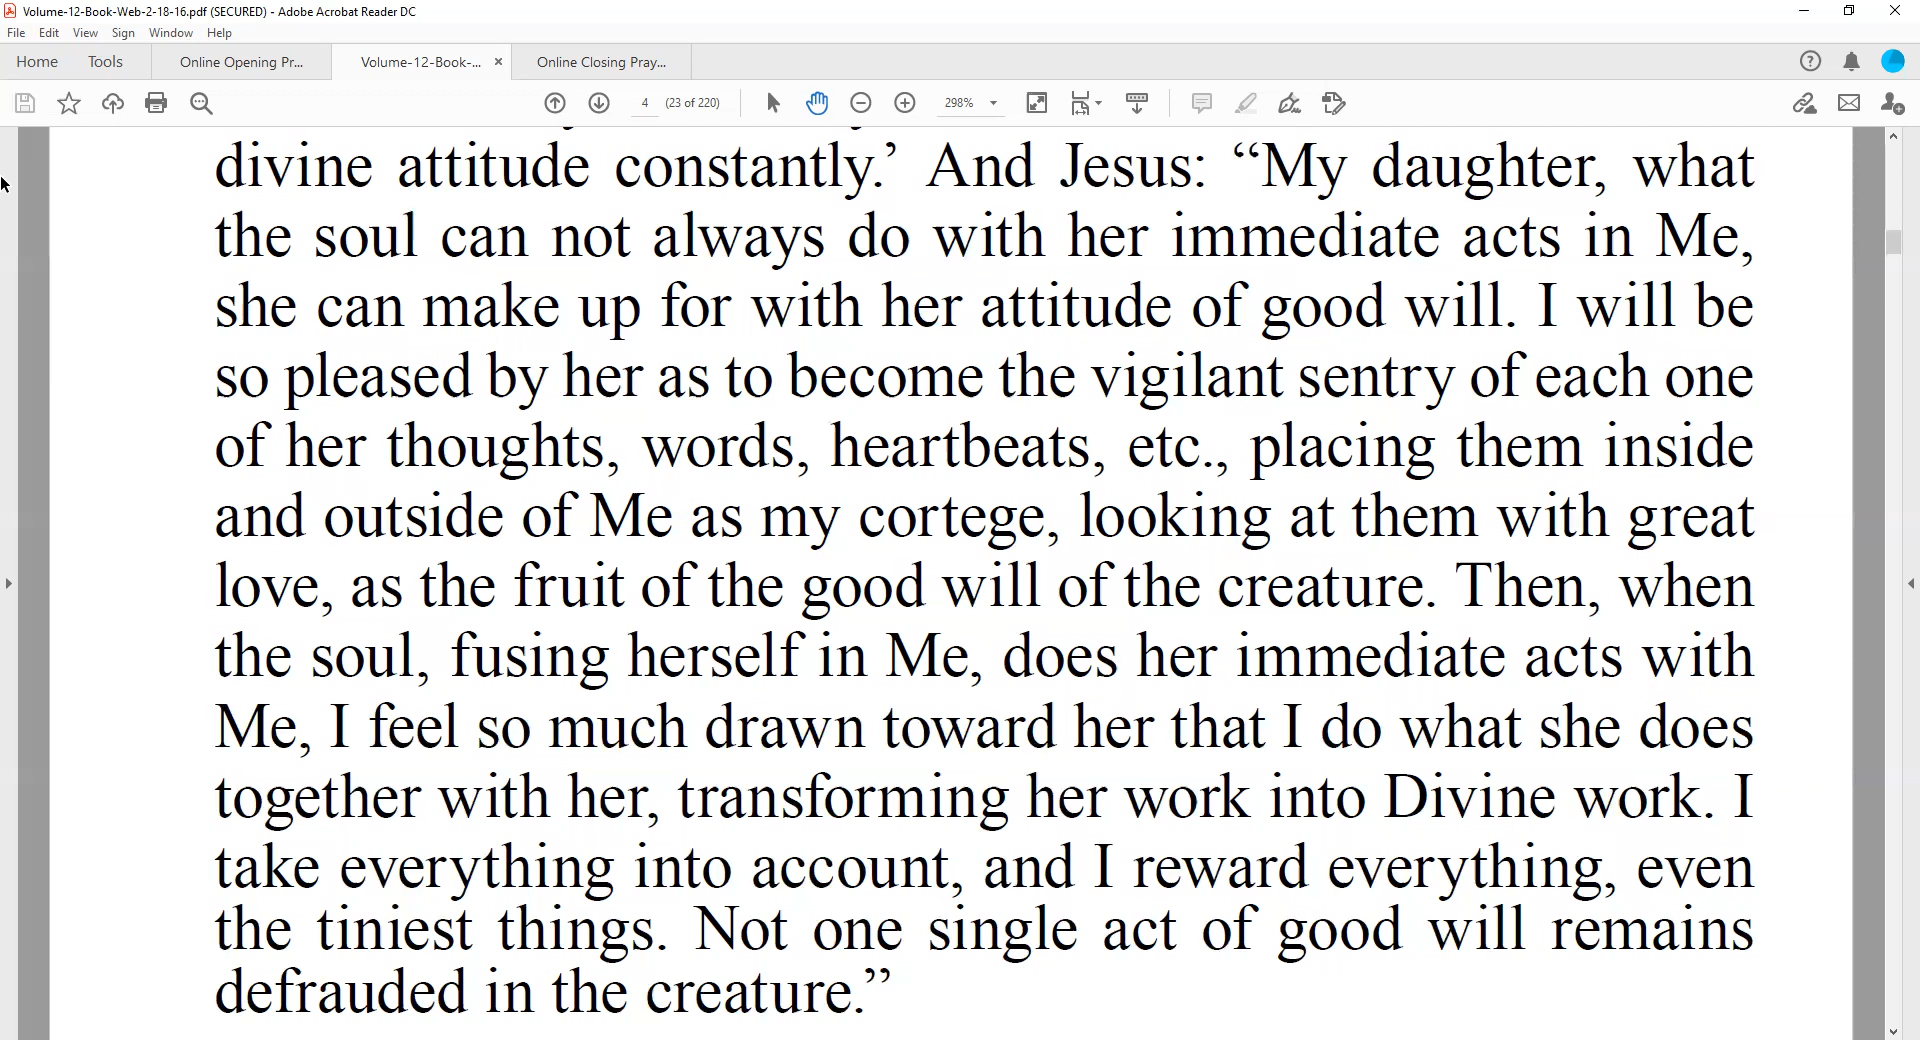 Volume-12-Book-Web-2-18-16.pdf (SECURED) - Adobe Acrobat Reader DC
File Edit View Sign Window Help
Home Tools Online Opening Pr... Volume-12-Book-... × Online Closing Pray...
4 (23 of 220) 298%
divine attitude constantly.’ And Jesus: “My daughter, what
the soul can not always do with her immediate acts in Me,
she can make up for with her attitude of good will. I will be
so pleased by her as to become the vigilant sentry of each one
of her thoughts, words, heartbeats, etc., placing them inside
and outside of Me as my cortege, looking at them with great
love, as the fruit of the good will of the creature. Then, when
the soul, fusing herself in Me, does her immediate acts with
Me, I feel so much drawn toward her that I do what she does
together with her, transforming her work into Divine work. I
take everything into account, and I reward everything, even
the tiniest things. Not one single act of good will remains
defrauded in the creature.”